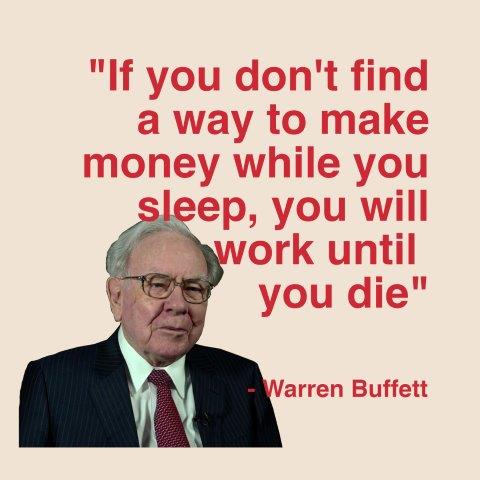 "If you don't find
a way to make
money while you
sleep, you will
work until
you die"
- Warren Buffett